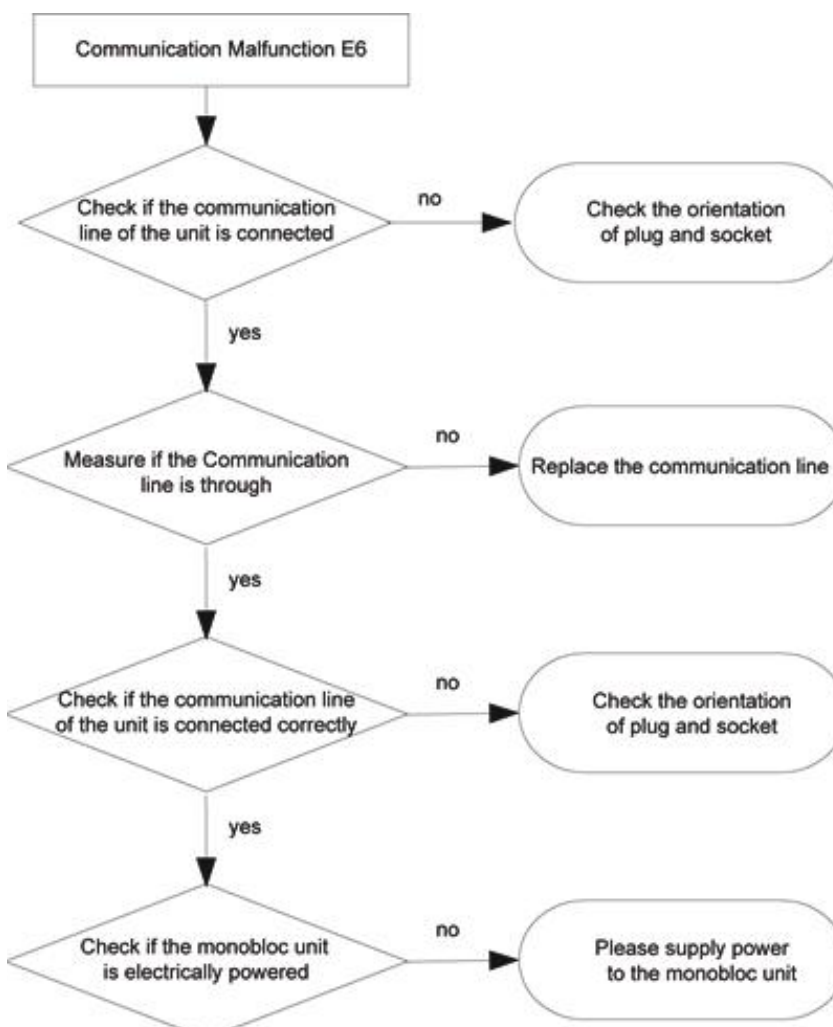 Communication Malfunction E6
Check if the communication
line of the unit is connected
no
Check the orientation
of plug and socket
yes
Measure if the Communication
line is through
no
Replace the communication line
yes
Check if the communication line
of the unit is connected correctly
no
Check the orientation
of plug and socket
yes
Check if the monobloc unit
is electrically powered
no
Please supply power
to the monobloc unit